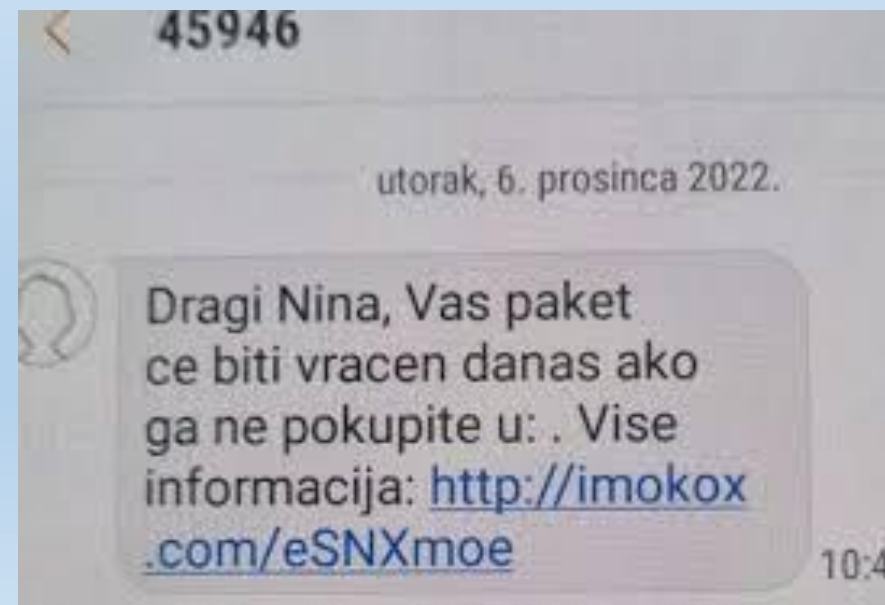 45946
utorak, 6. prosinca 2022.
Dragi Nina, Vas paket
ce biti vracen danas ako
ga ne pokupite u: . Vise
informacija: http://imokox
.com/eSNXmoe